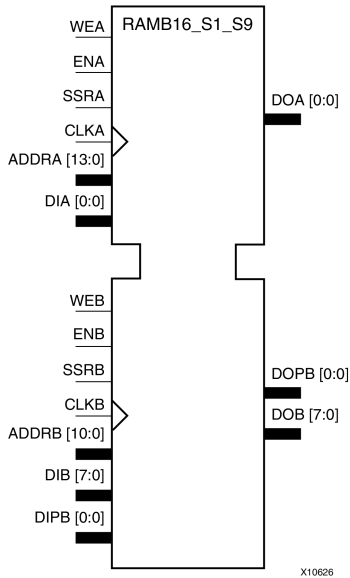 RAMB16_S1_S9
WEA
ENA
SSRA
CLKA
ADDRA [13:0]
DIA [0:0]
DOA [0:0]
WEB
ENB
SSRB
CLKB
ADDRB [10:0]
DIB [7:0]
DIPB [0:0]
DOPB [0:0]
DOB [7:0]
X10626